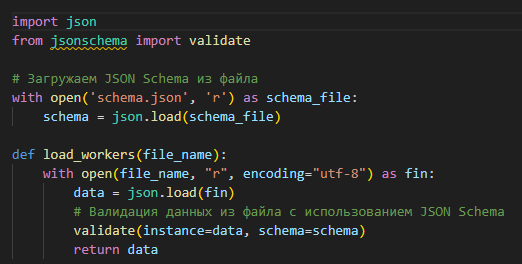 import json
from jsonschema import validate
# Загружаем JSON Schema из файла
with open('schema.json', 'r') as schema_file:
    schema = json.load(schema_file)
def load_workers(file_name):
    with open(file_name, "r", encoding="utf-8") as fin:
        data = json.load(fin)
        # Валидация данных из файла с использованием JSON Schema
        validate(instance=data, schema=schema)
        return data